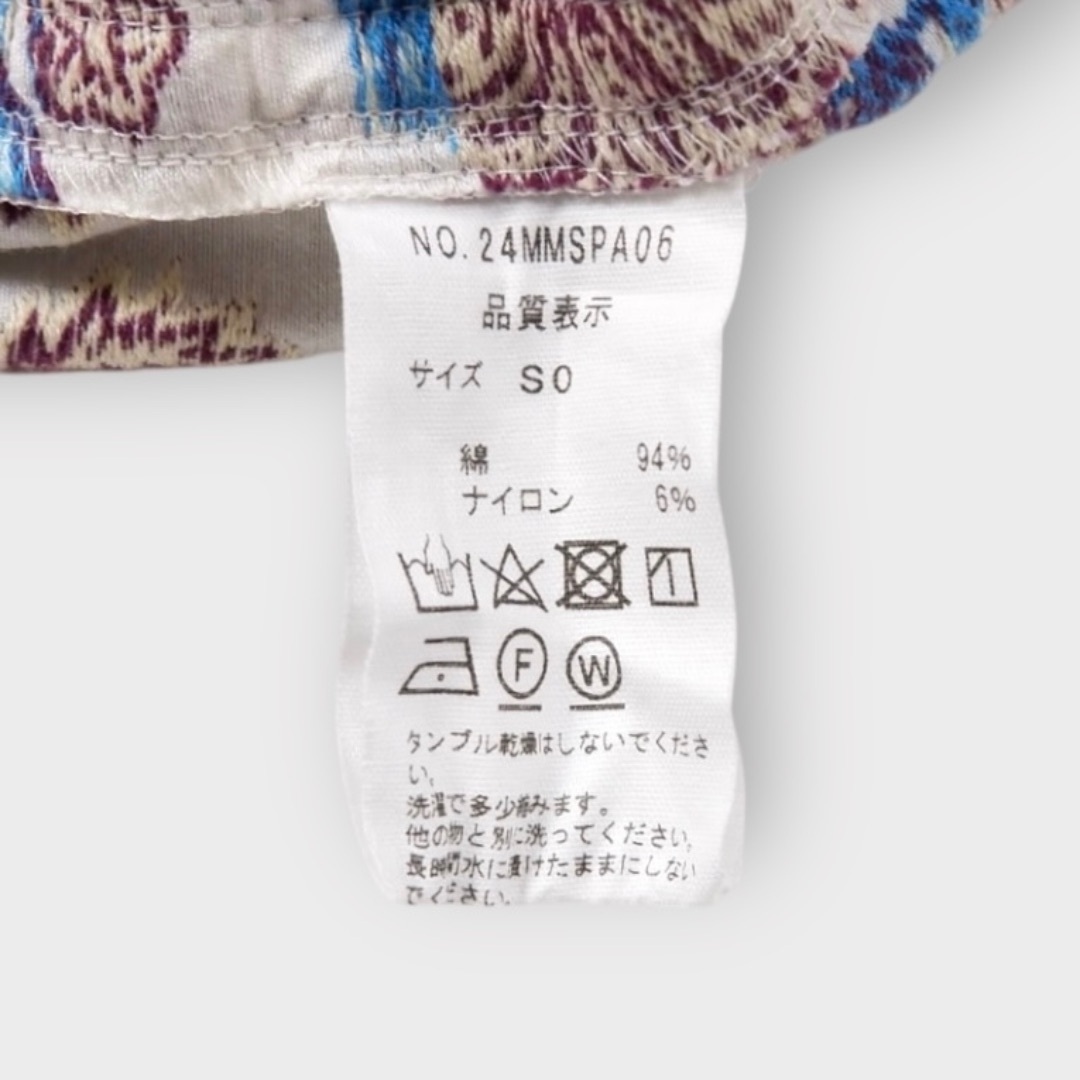 NO.24MMSPA06
品質表示
サイズ S0
綿 94%
ナイロン 6%
F W
タンブル乾燥はしないでくださ
い。
洗濯で多少縮みます。
他の物と別に洗ってください。
長時間水に漬けたままにしない
でください。